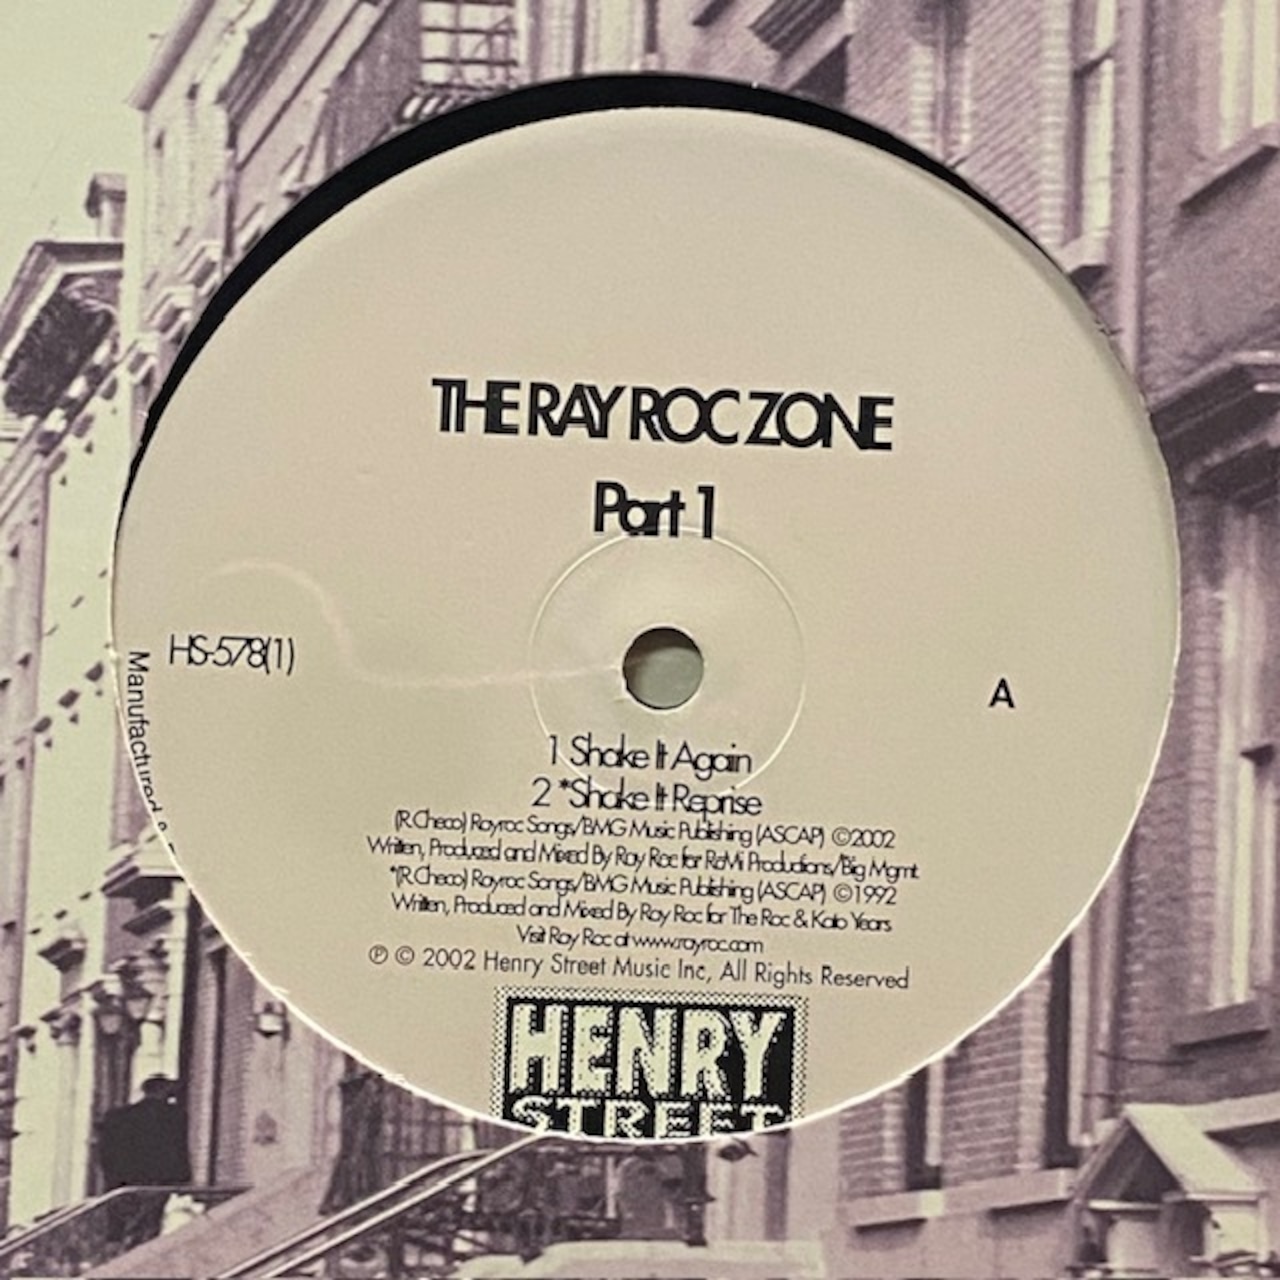 THE RAY ROC ZONE
Part 1
HS-578(1)
A
Manufactured &
1 Shake It Again
2 *Shake It Reprise
(R.Checo) Rayroc Songs/BMG Music Publishing (ASCAP) ©2002
Written, Produced and Mixed By Ray Roc for RaMi Productions/Big Mgmt
*(R.Checo) Rayroc Songs/BMG Music Publishing (ASCAP) ©1992
Written, Produced and Mixed By Ray Roc for The Roc & Kato Years
Visit Ray Roc at www.rayroc.com
℗ © 2002 Henry Street Music Inc, All Rights Reserved
HENRY
STREET